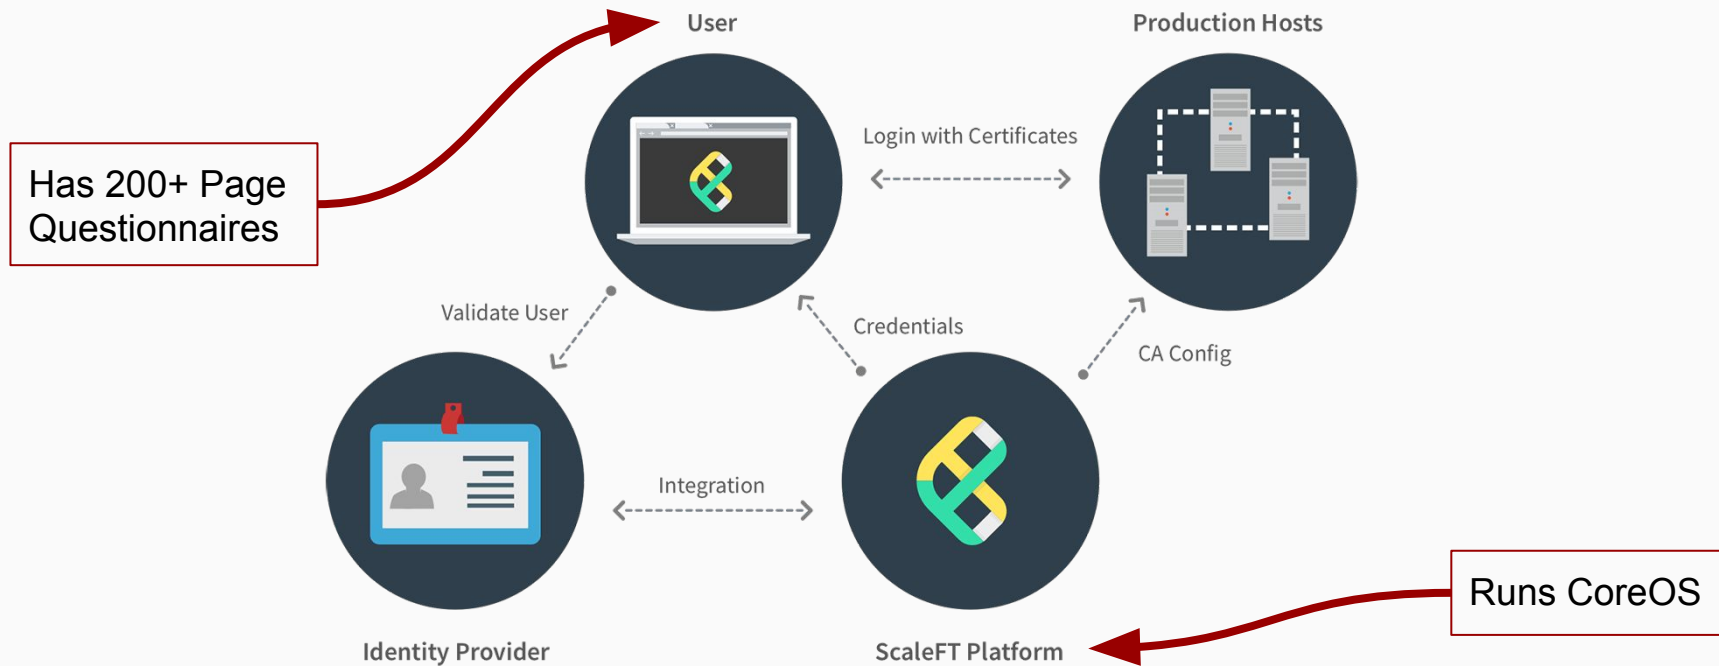 User
Production Hosts
Has 200+ Page
Questionnaires
Login with Certificates
Validate User
Credentials
CA Config
Integration
Runs CoreOS
Identity Provider
ScaleFT Platform